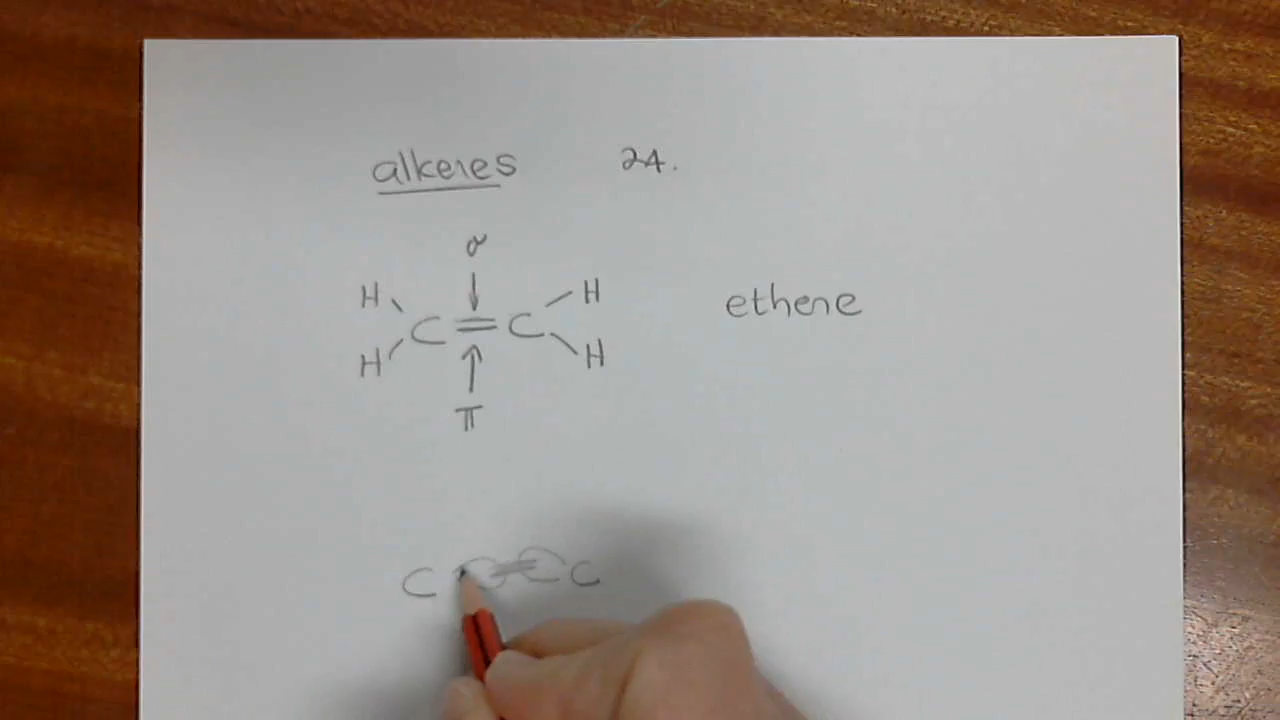 alkenes 24.
σ
H H
C = C ethene
H H
π
C C = C C